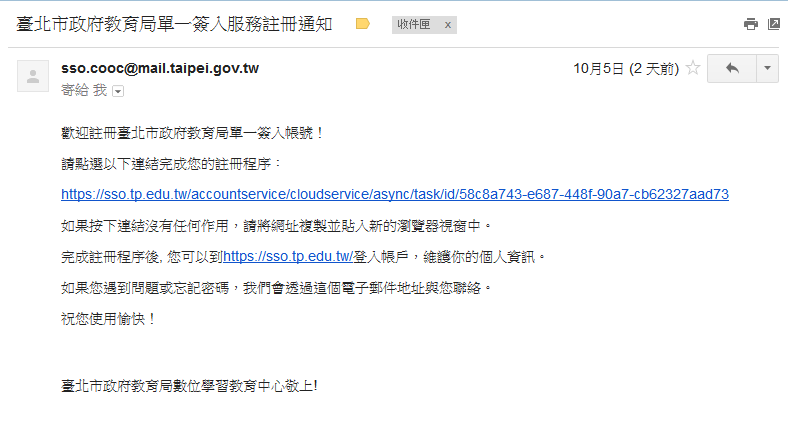 臺北市政府教育局單一簽入服務註冊通知
收件匣 x
sso.cooc@mail.taipei.gov.tw
10月5日 (2 天前)
寄給 我
歡迎註冊臺北市政府教育局單一簽入帳號！
請點選以下連結完成您的註冊程序：
https://sso.tp.edu.tw/accountservice/cloudservice/async/task/id/58c8a743-e687-448f-90a7-cb62327aad73
如果按下連結沒有任何作用，請將網址複製並貼入新的瀏覽器視窗中。
完成註冊程序後, 您可以到https://sso.tp.edu.tw/登入帳戶，維護你的個人資訊。
如果您遇到問題或忘記密碼，我們會透過這個電子郵件地址與您聯絡。
祝您使用愉快！
臺北市政府教育局數位學習教育中心敬上!